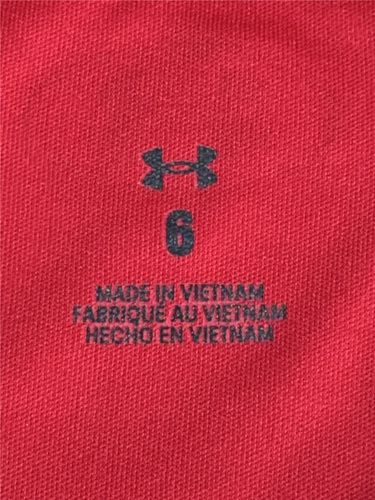 6
MADE IN VIETNAM
FABRIQUÉ AU VIETNAM
HECHO EN VIETNAM